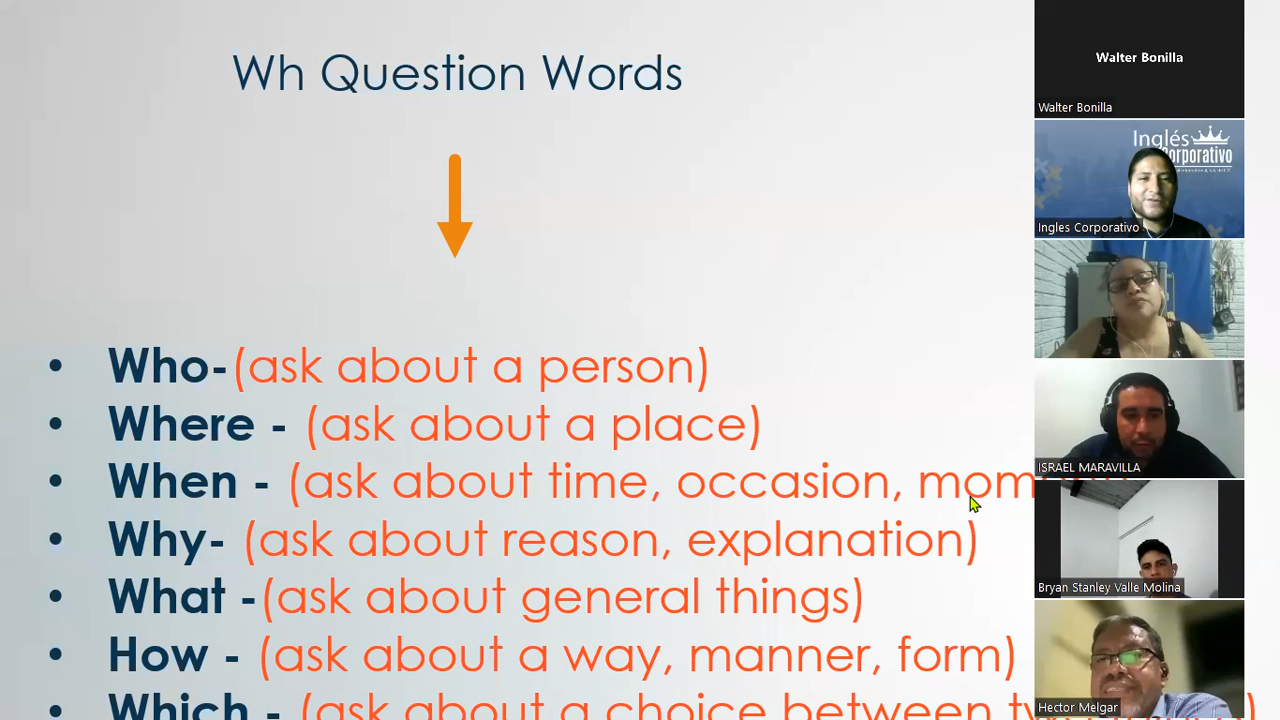 Wh Question Words
Who-(ask about a person)
Where - (ask about a place)
When - (ask about time, occasion,
Why- (ask about reason, explanation)
What -(ask about general things)
How - (ask about a way, manner, form)
Which - (ask about a choice between
Walter Bonilla
Walter Bonilla
Inglés
Corporativo
Ingles Corporativo
ISRAEL MARAVILLA
Bryan Stanley Valle Molina
Hector Melgar